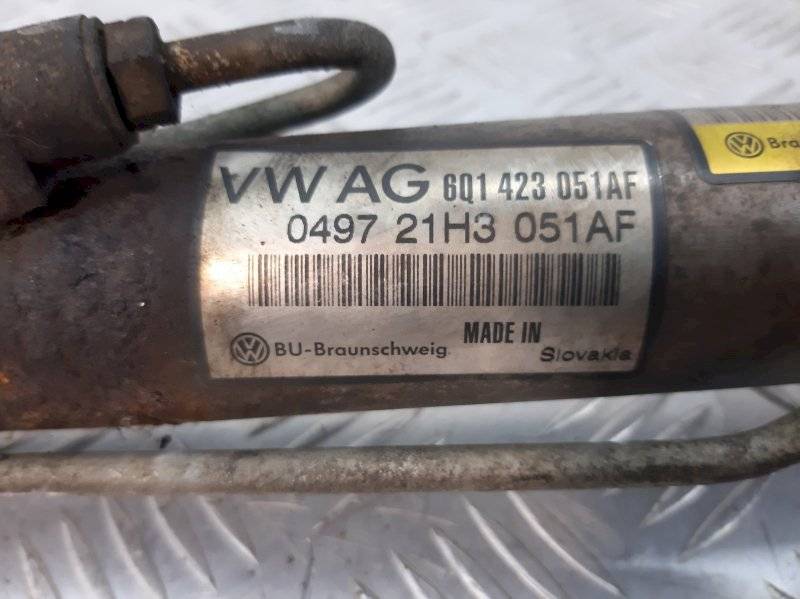 VW AG 6Q1 423 051AF
0497 21H3 051AF
BU-Braunschweig
MADE IN
Slovakia